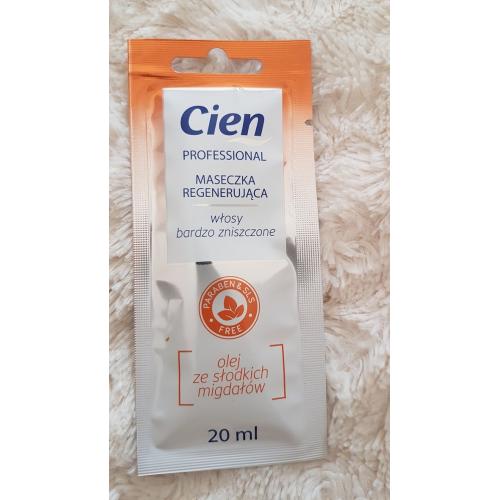 Cien
PROFESSIONAL
MASECZKA
REGENERUJĄCA
włosy
bardzo zniszczone
PARABEN & SLS
FREE
olej
ze słodkich
migdałów
20 ml